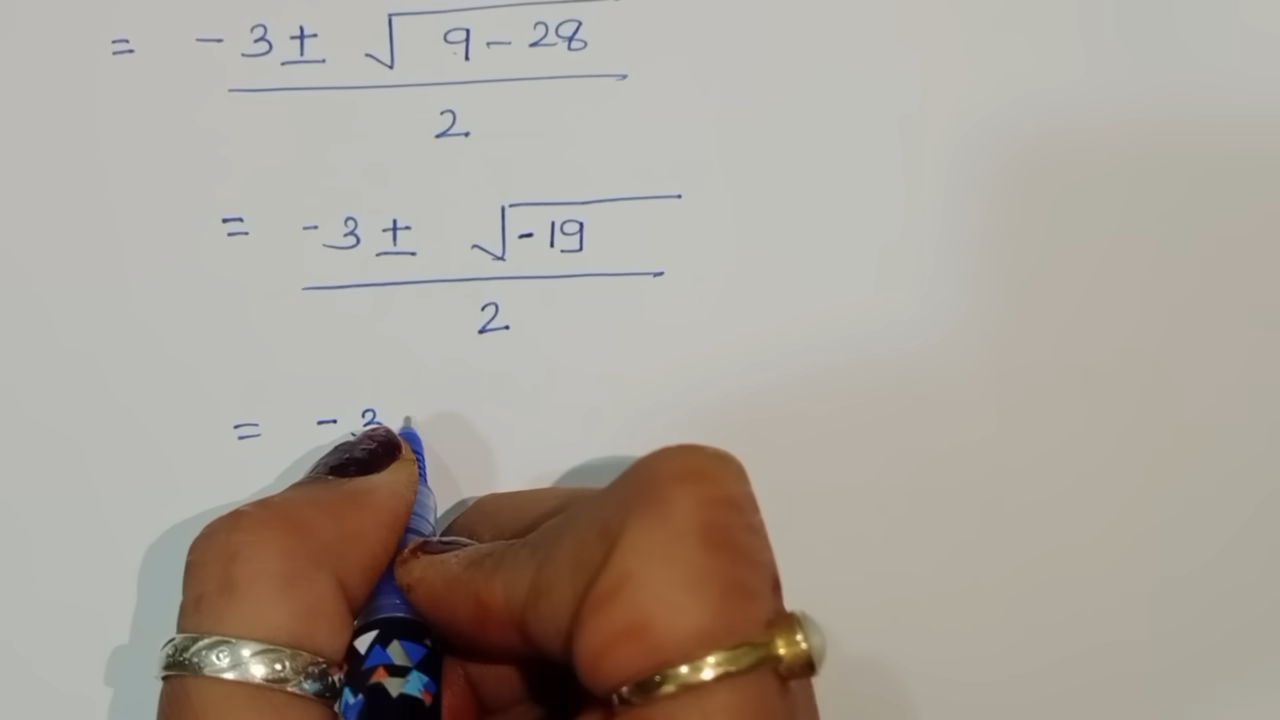 = -3 ± √9-28
2
= -3 ± √-19
2
= -3